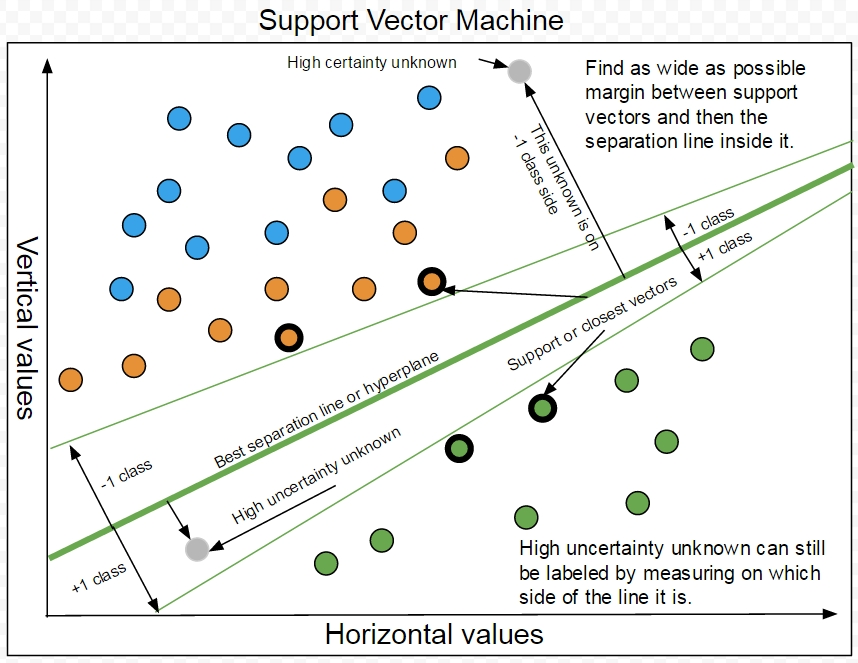 Support Vector Machine
High certainty unknown
Find as wide as possible
margin between support
vectors and then the
separation line inside it.
This unknown is on
-1 class side
-1 class
+1 class
Vertical values
Support or closest vectors
Best separation line or hyperplane
High uncertainty unknown
-1 class
+1 class
High uncertainty unknown can still
be labeled by measuring on which
side of the line it is.
Horizontal values